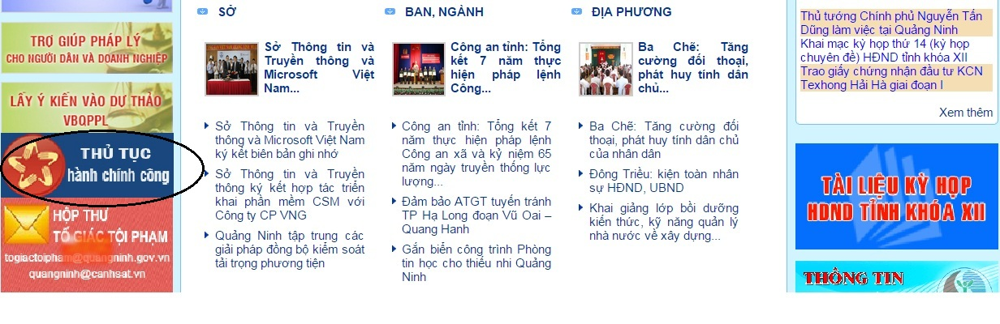 TRỢ GIÚP PHÁP LÝ
CHO NGƯỜI DÂN VÀ DOANH NGHIỆP
LẤY Ý KIẾN VÀO DỰ THẢO
VBQPPL
THỦ TỤC
hành chính công
HỘP THƯ
TỐ GIÁC TỘI PHẠM
togiactoipham@quangninh.gov.vn
quangninh@canhsat.vn
SỞ
Sở Thông tin và
Truyền thông và
Microsoft Việt
Nam...
Sở Thông tin và Truyền
thông và Microsoft Việt Nam
ký kết biên bản ghi nhớ
Sở Thông tin và Truyền
thông ký kết hợp tác triển
khai phần mềm CSM với
Công ty CP VNG
Quảng Ninh tập trung các
giải pháp đồng bộ kiểm soát
tải trọng phương tiện
BAN, NGÀNH
Công an tỉnh: Tổng
kết 7 năm thực
hiện pháp lệnh
Công...
Công an tỉnh: Tổng kết 7
năm thực hiện pháp lệnh
Công an xã và kỷ niệm 65
năm ngày truyền thống lực
lượng...
Đảm bảo ATGT tuyến tránh
TP Hạ Long đoạn Vũ Oai –
Quang Hanh
Gắn biển công trình Phòng
tin học cho thiếu nhi Quảng
Ninh
ĐỊA PHƯƠNG
Ba Chẽ: Tăng
cường đối thoại,
phát huy tính dân
chủ...
Ba Chẽ: Tăng cường đối
thoại, phát huy tính dân chủ
của nhân dân
Đông Triều: kiện toàn nhân
sự HĐND, UBND
Khai giảng lớp bồi dưỡng
kiến thức, kỹ năng quản lý
nhà nước về xây dựng...
Thủ tướng Chính phủ Nguyễn Tấn
Dũng làm việc tại Quảng Ninh
Khai mạc kỳ họp thứ 14 (kỳ họp
chuyên đề) HĐND tỉnh khóa XII
Trao giấy chứng nhận đầu tư KCN
Texhong Hải Hà giai đoạn I
Xem thêm
TÀI LIỆU KỲ HỌP
HĐND TỈNH KHÓA XII
THÔNG TIN